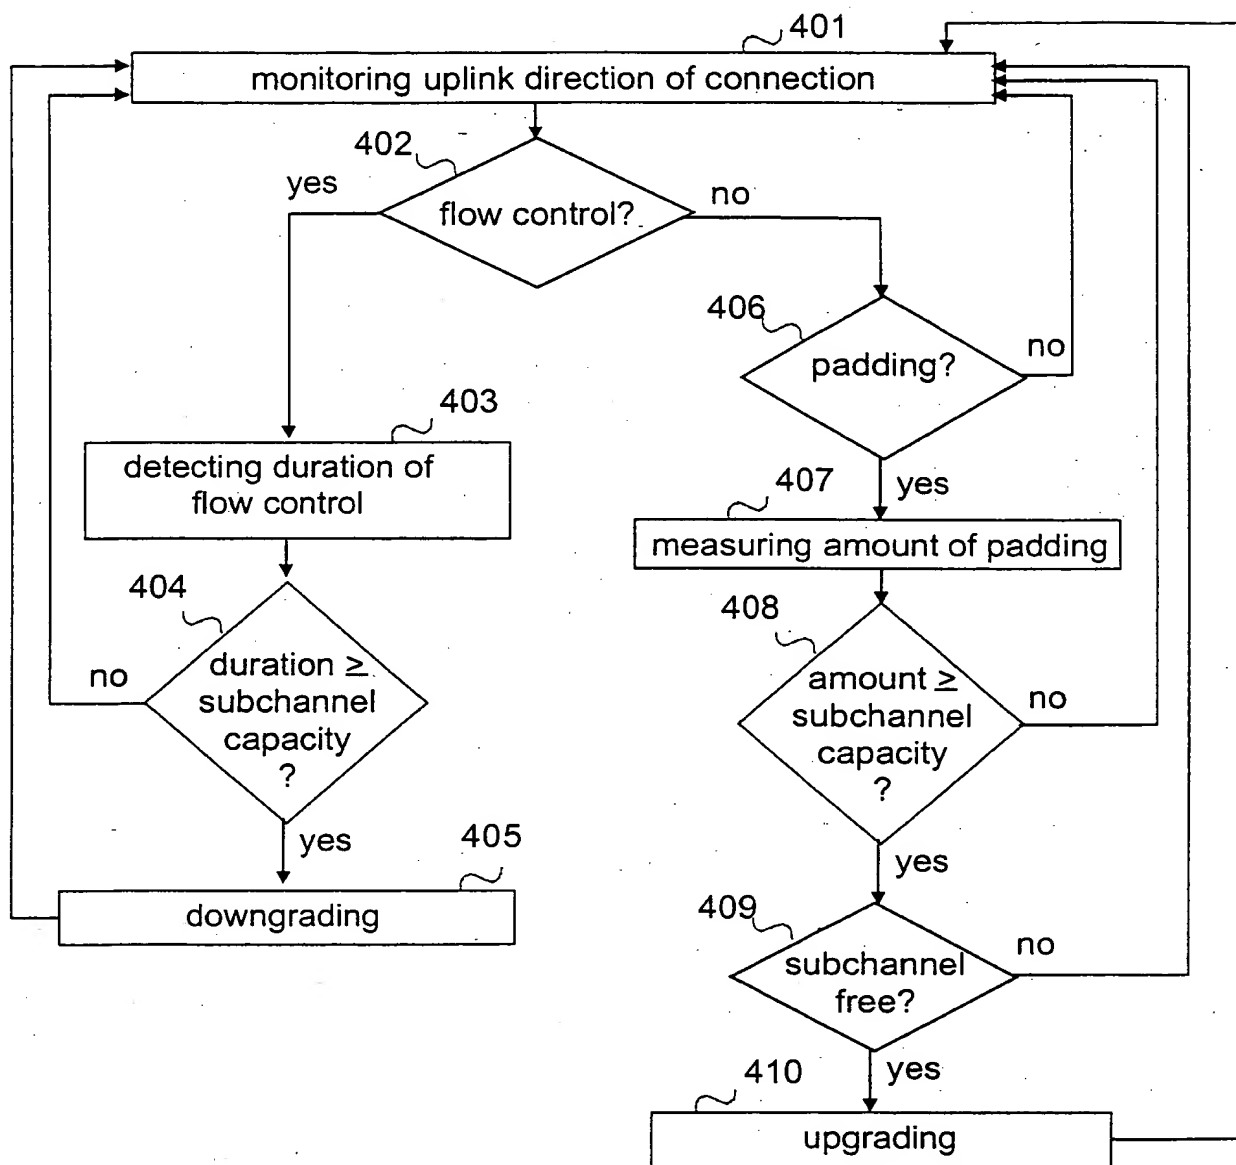 401
monitoring uplink direction of connection
402
yes
no
flow control?
406
padding?
no
403
detecting duration of
flow control
yes
407
measuring amount of padding
404
no
duration ≥
subchannel
capacity
?
408
amount ≥
subchannel
capacity
?
no
yes
405
downgrading
yes
409
subchannel
free?
no
yes
410
upgrading